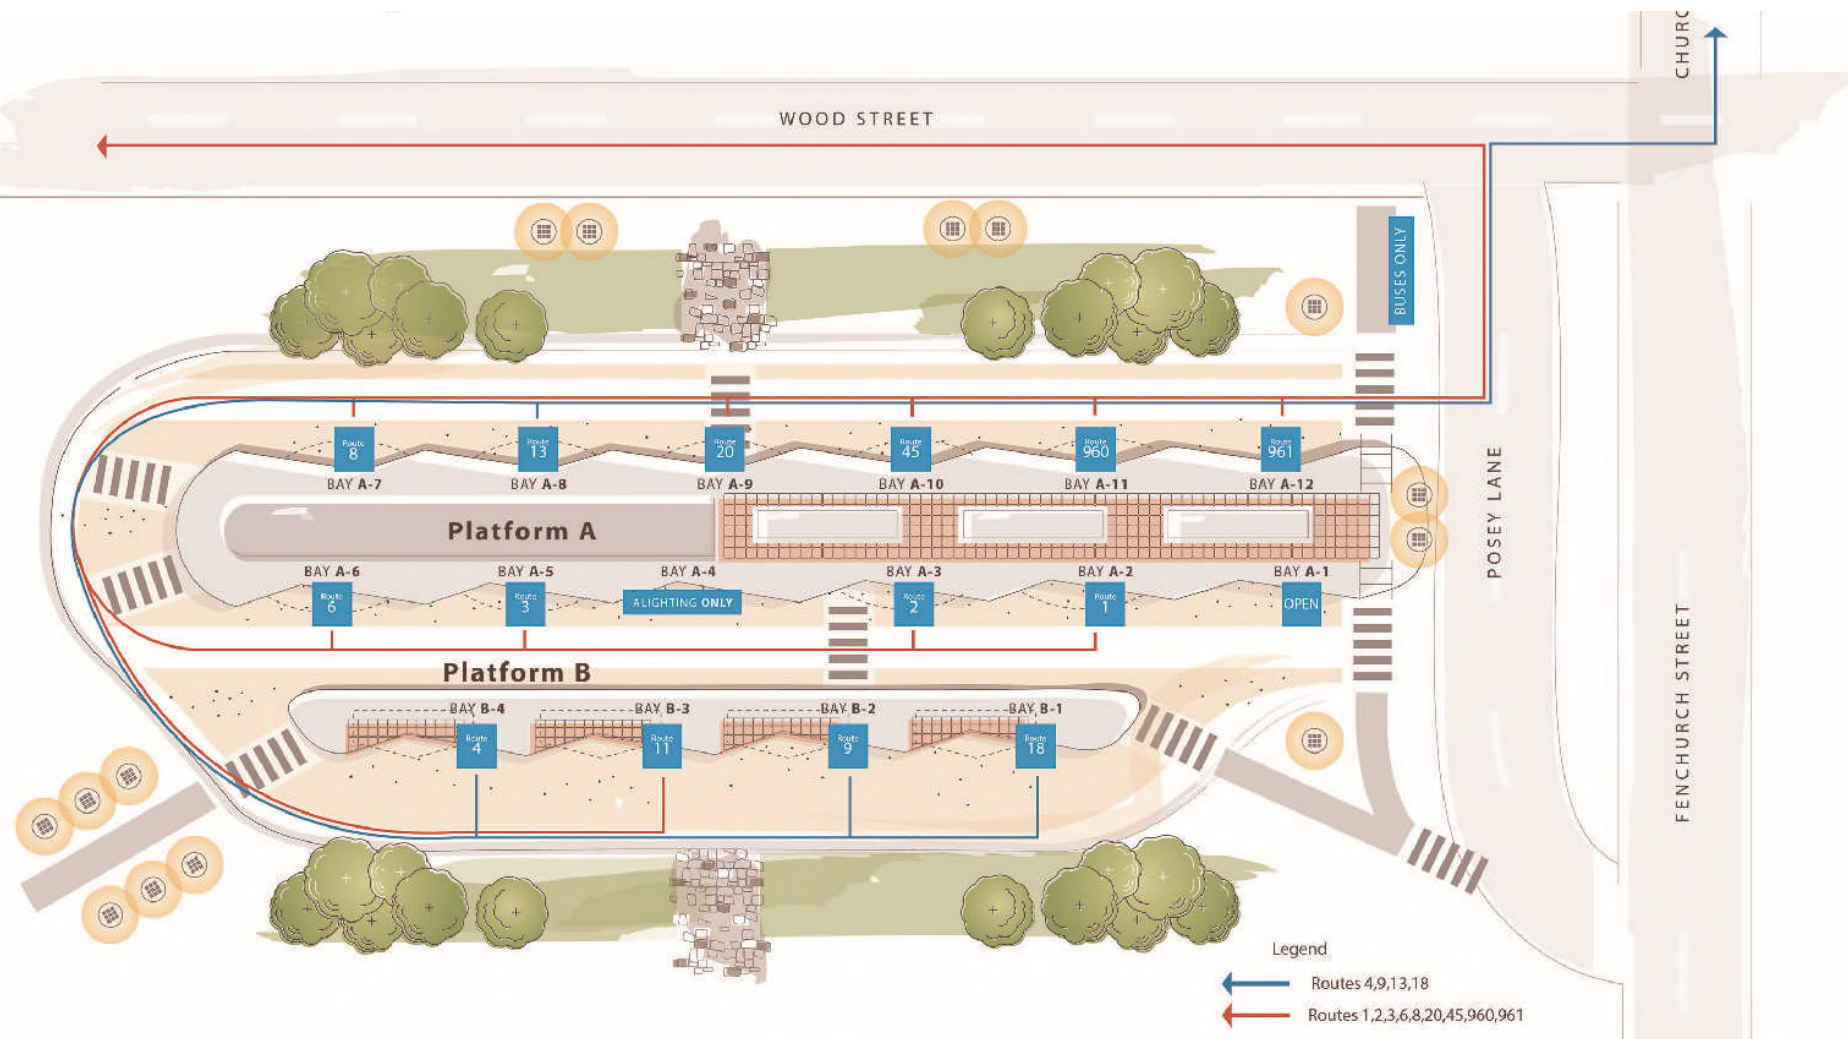 CHURC
WOOD STREET
BUSES ONLY
Route
8
Route
13
Route
20
Route
45
Route
960
Route
961
BAY A-7
BAY A-8
BAY A-9
BAY A-10
BAY A-11
BAY A-12
Platform A
POSEY LANE
BAY A-6
BAY A-5
BAY A-4
BAY A-3
BAY A-2
BAY A-1
Route
6
Route
3
ALIGHTING ONLY
Route
2
Route
1
OPEN
FENCHURCH STREET
Platform B
BAY B-4
BAY B-3
BAY B-2
BAY B-1
Route
4
Route
11
Route
9
Route
18
Legend
Routes 4,9,13,18
Routes 1,2,3,6,8,20,45,960,961